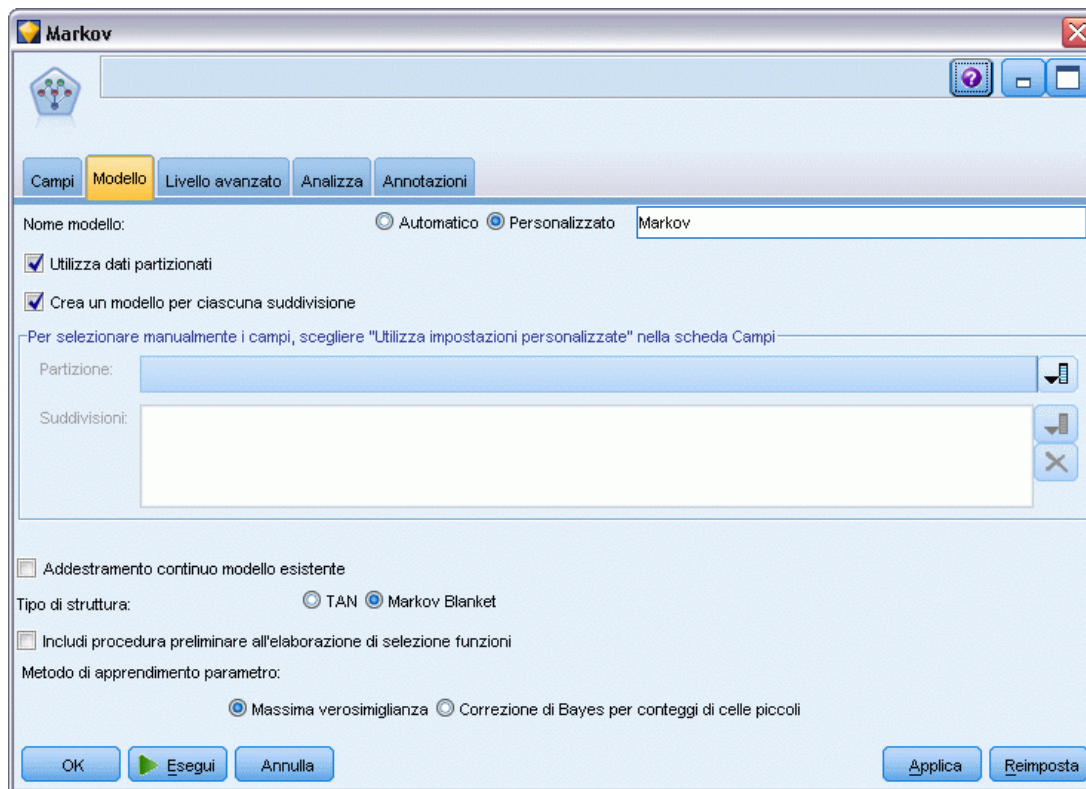 Markov
Campi Modello Livello avanzato Analizza Annotazioni
Nome modello: Automatico Personalizzato Markov
Utilizza dati partizionati
Crea un modello per ciascuna suddivisione
Per selezionare manualmente i campi, scegliere "Utilizza impostazioni personalizzate" nella scheda Campi
Partizione:
Suddivisioni:
Addestramento continuo modello esistente
Tipo di struttura: TAN Markov Blanket
Includi procedura preliminare all'elaborazione di selezione funzioni
Metodo di apprendimento parametro:
Massima verosimiglianza Correzione di Bayes per conteggi di celle piccoli
OK Esegui Annulla Applica Reimposta